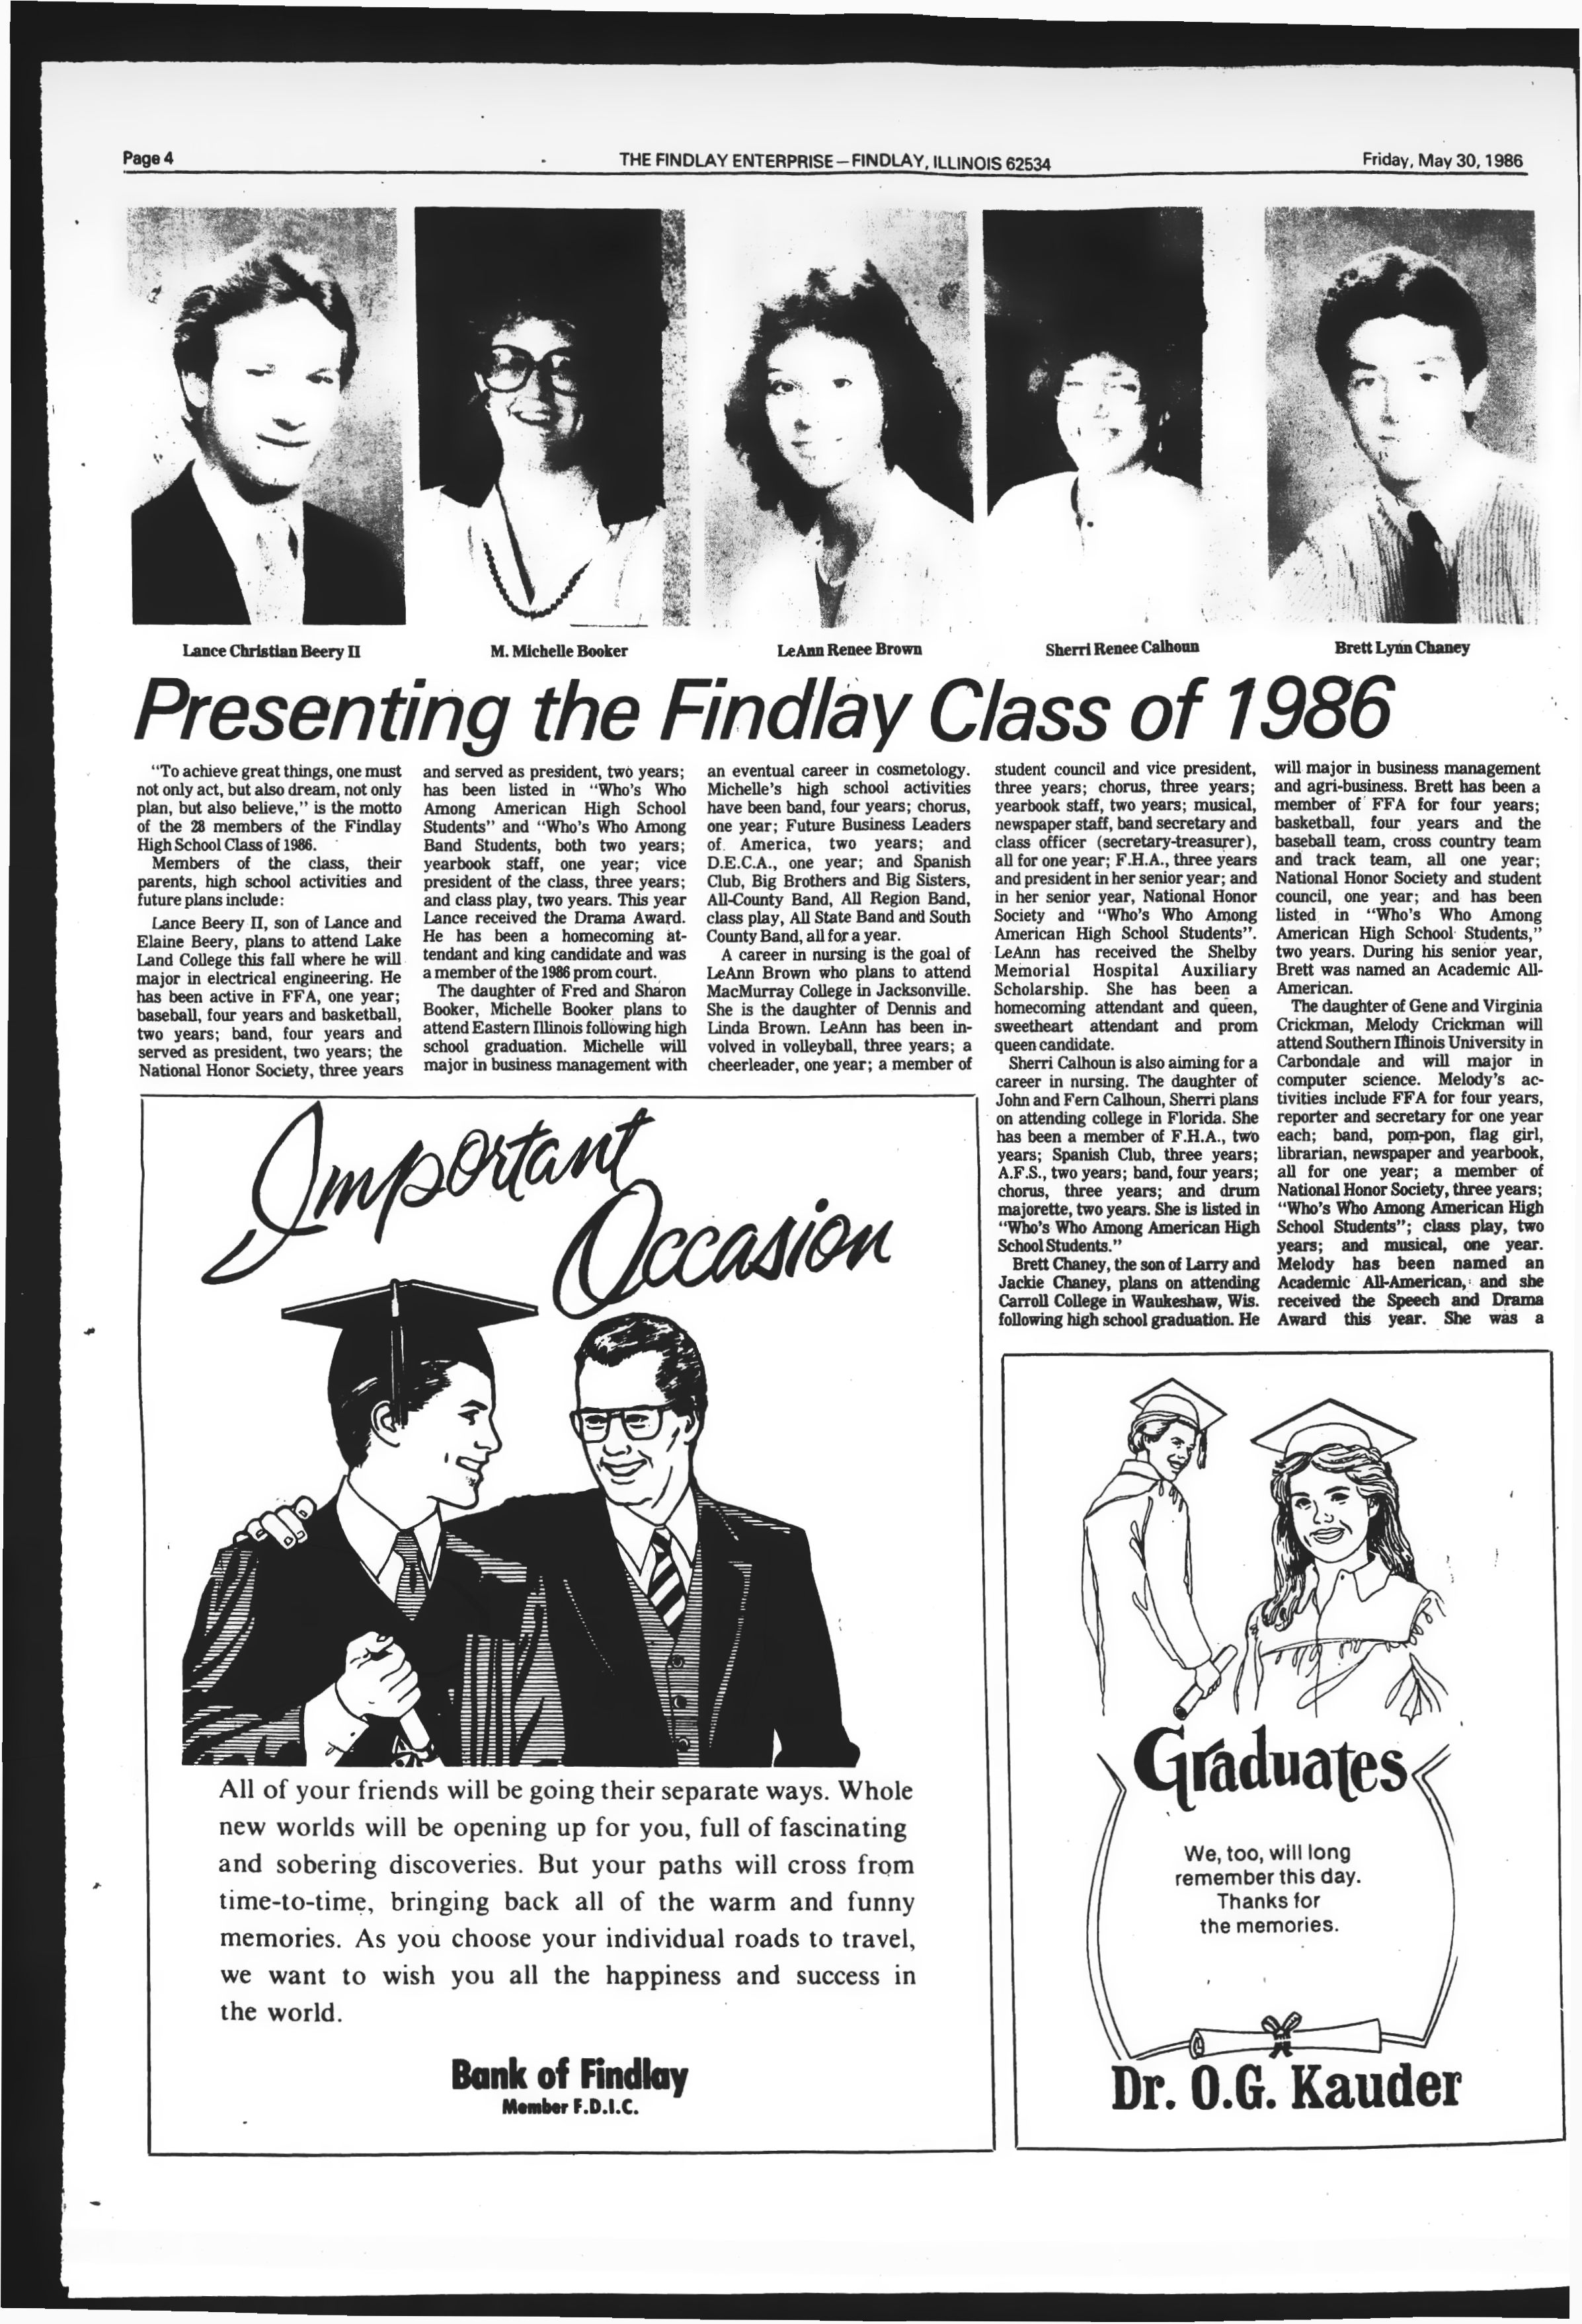 Page 4
THE FINDLAY ENTERPRISE—FINDLAY, ILLINOIS 62534
Friday, May 30, 1986
Lance Christian Beery II
M. Michelle Booker
LeAnn Renee Brown
Sherri Renee Calhoun
Brett Lynn Chaney
Presenting the Findlay Class of 1986
"To achieve great things, one must
not only act, but also dream, not only
plan, but also believe," is the motto
of the 28 members of the Findlay
High School Class of 1986.
Members of the class, their
parents, high school activities and
future plans include:
Lance Beery II, son of Lance and
Elaine Beery, plans to attend Lake
Land College this fall where he will
major in electrical engineering. He
has been active in FFA, one year;
baseball, four years and basketball,
two years; band, four years and
served as president, two years; the
National Honor Society, three years
and served as president, two years;
has been listed in "Who's Who
Among American High School
Students" and "Who's Who Among
Band Students, both two years;
yearbook staff, one year; vice
president of the class, three years;
and class play, two years. This year
Lance received the Drama Award.
He has been a homecoming at-
tendant and king candidate and was
a member of the 1986 prom court.
The daughter of Fred and Sharon
Booker, Michelle Booker plans to
attend Eastern Illinois following high
school graduation. Michelle will
major in business management with
an eventual career in cosmetology.
Michelle's high school activities
have been band, four years; chorus,
one year; Future Business Leaders
of America, two years; and
D.E.C.A., one year; and Spanish
Club, Big Brothers and Big Sisters,
All-County Band, All Region Band,
class play, All State Band and South
County Band, all for a year.
A career in nursing is the goal of
LeAnn Brown who plans to attend
MacMurray College in Jacksonville.
She is the daughter of Dennis and
Linda Brown. LeAnn has been in-
volved in volleyball, three years; a
cheerleader, one year; a member of
student council and vice president,
three years; chorus, three years;
yearbook staff, two years; musical,
newspaper staff, band secretary and
class officer (secretary-treasurer),
all for one year; F.H.A., three years
and president in her senior year; and
in her senior year, National Honor
Society and "Who's Who Among
American High School Students".
LeAnn has received the Shelby
Memorial Hospital Auxiliary
Scholarship. She has been a
homecoming attendant and queen,
sweetheart attendant and prom
queen candidate.
Sherri Calhoun is also aiming for a
career in nursing. The daughter of
John and Fern Calhoun, Sherri plans
on attending college in Florida. She
has been a member of F.H.A., two
years; Spanish Club, three years;
A.F.S., two years; band, four years;
chorus, three years; and drum
majorette, two years. She is listed in
"Who's Who Among American High
School Students."
Brett Chaney, the son of Larry and
Jackie Chaney, plans on attending
Carroll College in Waukeshaw, Wis.
following high school graduation. He
will major in business management
and agri-business. Brett has been a
member of FFA for four years;
basketball, four years and the
baseball team, cross country team
and track team, all one year;
National Honor Society and student
council, one year; and has been
listed in "Who's Who Among
American High School Students,"
two years. During his senior year,
Brett was named an Academic All-
American.
The daughter of Gene and Virginia
Crickman, Melody Crickman will
attend Southern Illinois University in
Carbondale and will major in
computer science. Melody's ac-
tivities include FFA for four years,
reporter and secretary for one year
each; band, pom-pon, flag girl,
librarian, newspaper and yearbook,
all for one year; a member of
National Honor Society, three years;
"Who's Who Among American High
School Students"; class play, two
years; and musical, one year.
Melody has been named an
Academic All-American, and she
received the Speech and Drama
Award this year. She was a
Important
Occasion
All of your friends will be going their separate ways. Whole
new worlds will be opening up for you, full of fascinating
and sobering discoveries. But your paths will cross from
time-to-time, bringing back all of the warm and funny
memories. As you choose your individual roads to travel,
we want to wish you all the happiness and success in
the world.
Bank of Findlay
Member F.D.I.C.
Graduates
We, too, will long
remember this day.
Thanks for
the memories.
Dr. O.G. Kauder